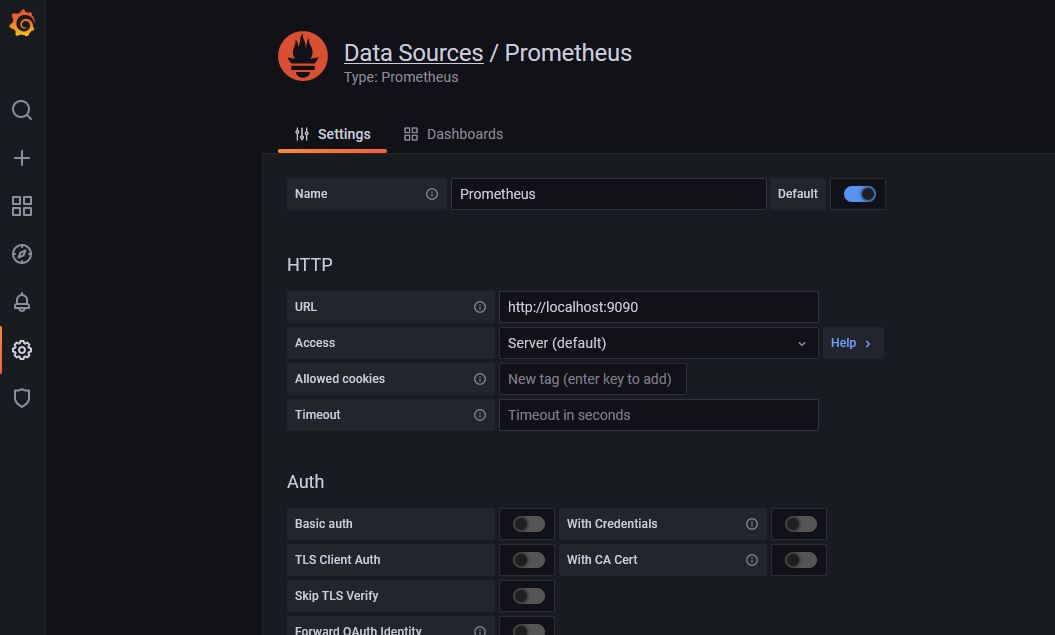 Data Sources / Prometheus
Type: Prometheus
Settings Dashboards
Name Prometheus Default
HTTP
URL http://localhost:9090
Access Server (default) Help
Allowed cookies New tag (enter key to add)
Timeout Timeout in seconds
Auth
Basic auth With Credentials
TLS Client Auth With CA Cert
Skip TLS Verify
Forward OAuth Identity